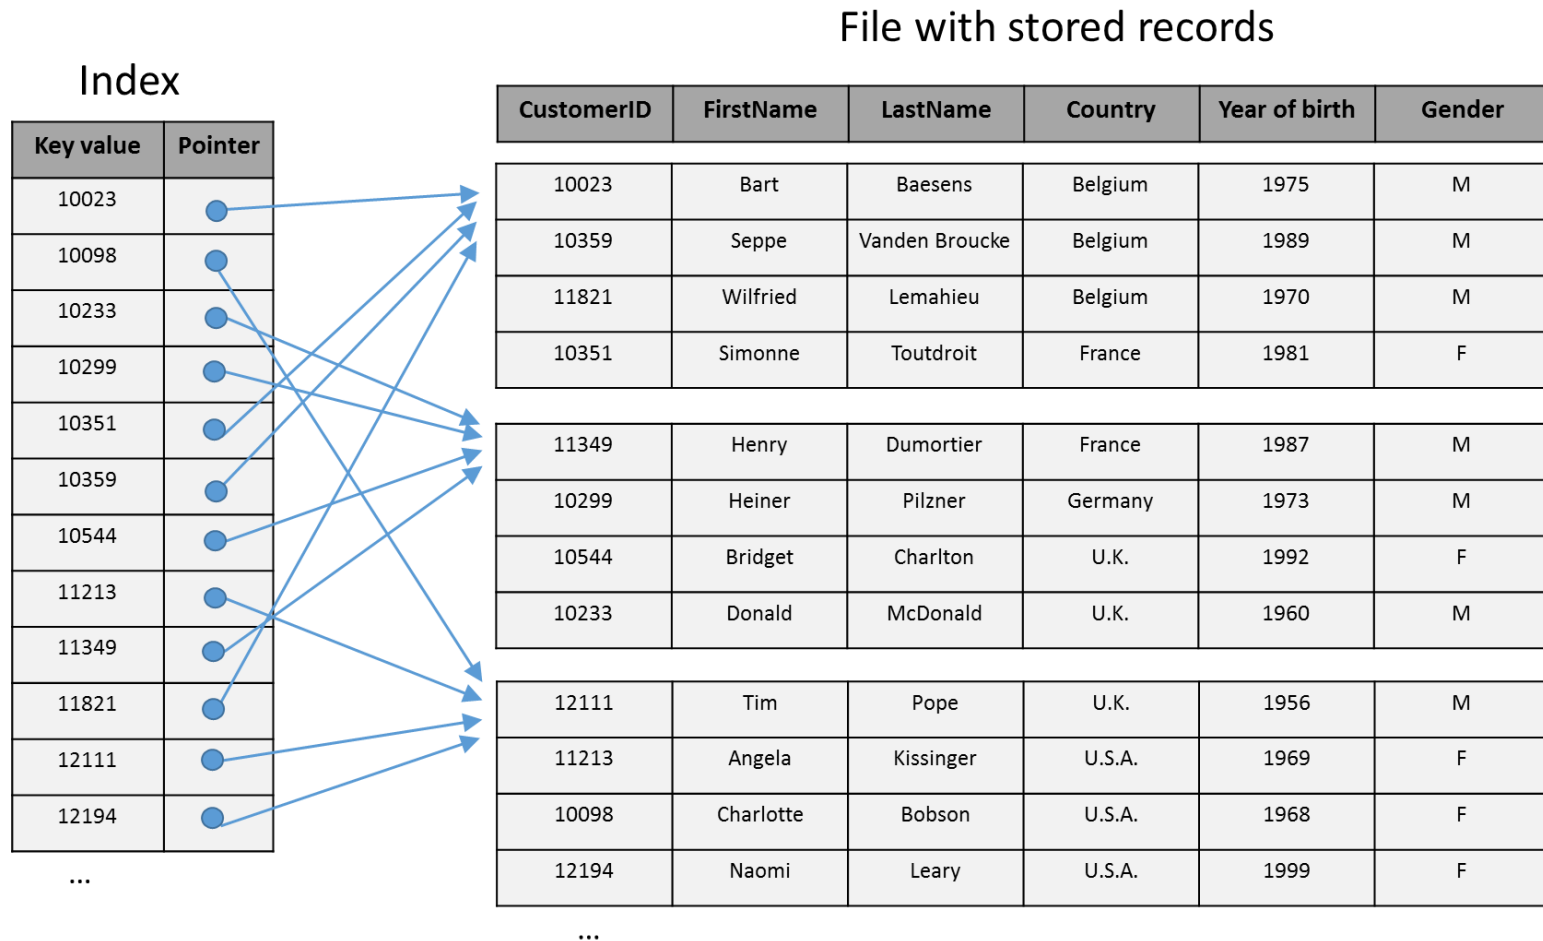 File with stored records
Index
Key value Pointer
10023
10098
10233
10299
10351
10359
10544
11213
11349
11821
12111
12194
...
CustomerID FirstName LastName Country Year of birth Gender
10023 Bart Baesens Belgium 1975 M
10359 Seppe Vanden Broucke Belgium 1989 M
11821 Wilfried Lemahieu Belgium 1970 M
10351 Simonne Toutdroit France 1981 F
11349 Henry Dumortier France 1987 M
10299 Heiner Pilzner Germany 1973 M
10544 Bridget Charlton U.K. 1992 F
10233 Donald McDonald U.K. 1960 M
12111 Tim Pope U.K. 1956 M
11213 Angela Kissinger U.S.A. 1969 F
10098 Charlotte Bobson U.S.A. 1968 F
12194 Naomi Leary U.S.A. 1999 F
...